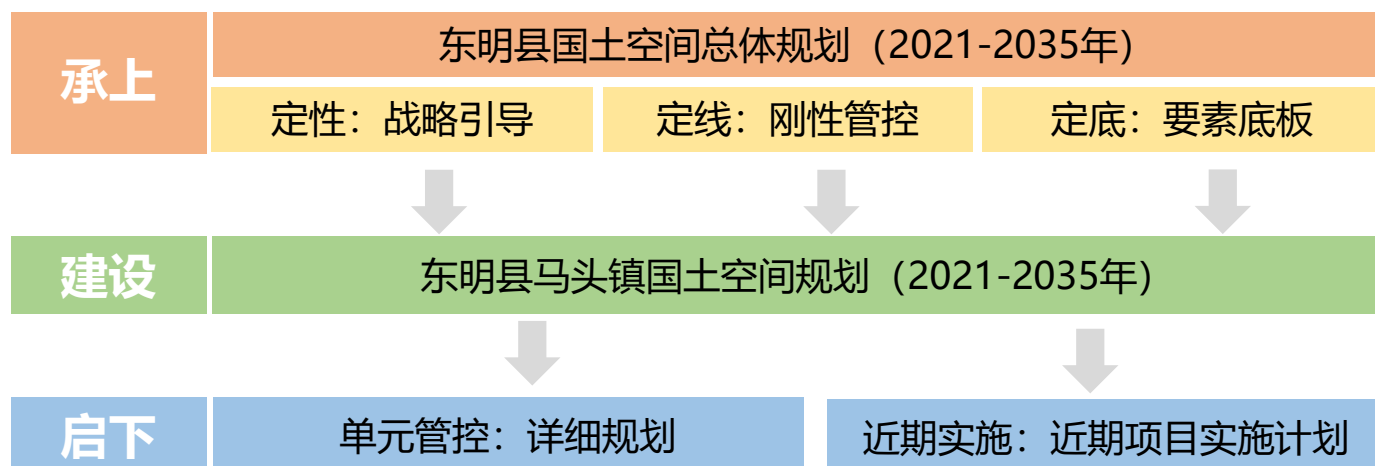 承上
东明县国土空间总体规划（2021-2035年）
定性：战略引导
定线：刚性管控
定底：要素底板
建设
东明县马头镇国土空间规划（2021-2035年）
启下
单元管控：详细规划
近期实施：近期项目实施计划